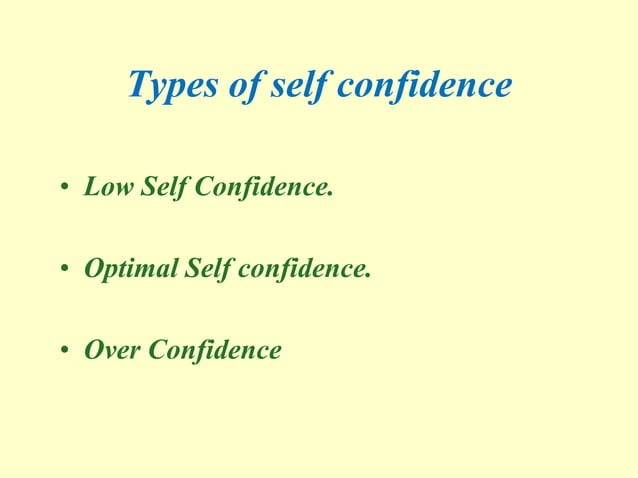 Types of self confidence
• Low Self Confidence.
• Optimal Self confidence.
• Over Confidence